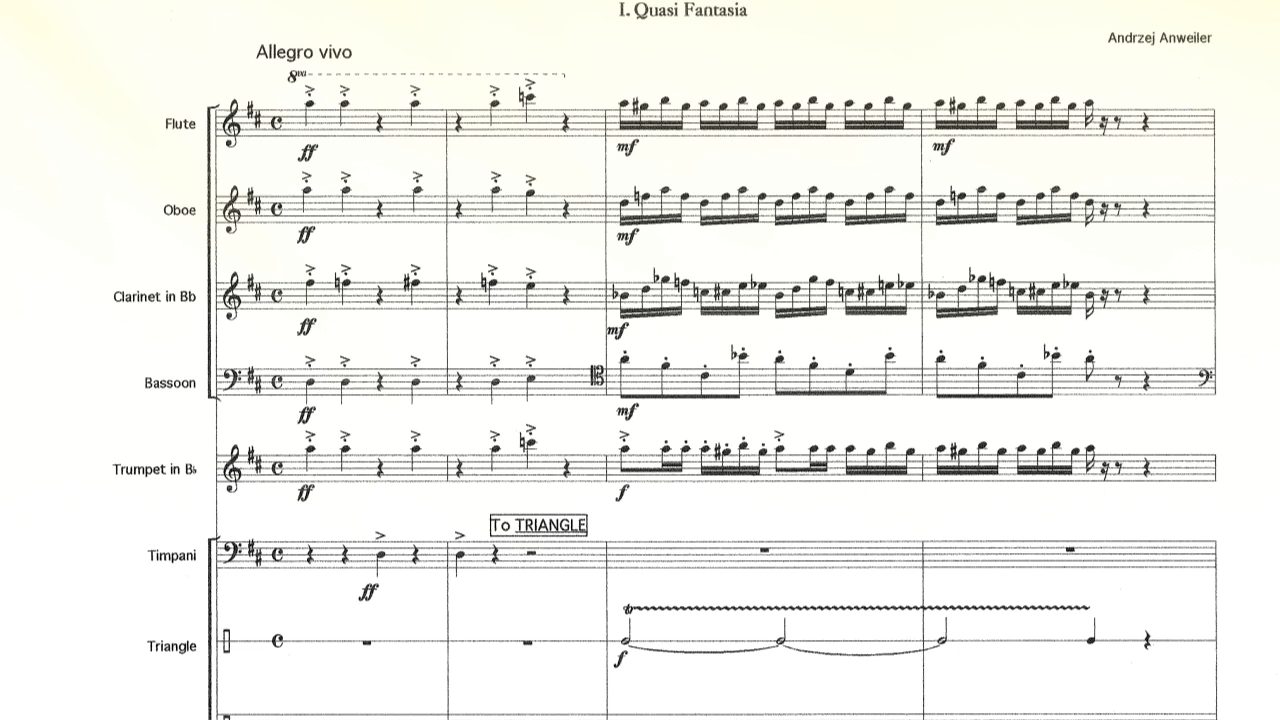 I. Quasi Fantasia
Andrzej Anweiler
Allegro vivo
8va
Flute
ff
mf
mf
Oboe
ff
mf
Clarinet in Bb
ff
mf
Bassoon
ff
mf
Trumpet in B♭
ff
f
To TRIANGLE
Timpani
ff
tr
Triangle
f